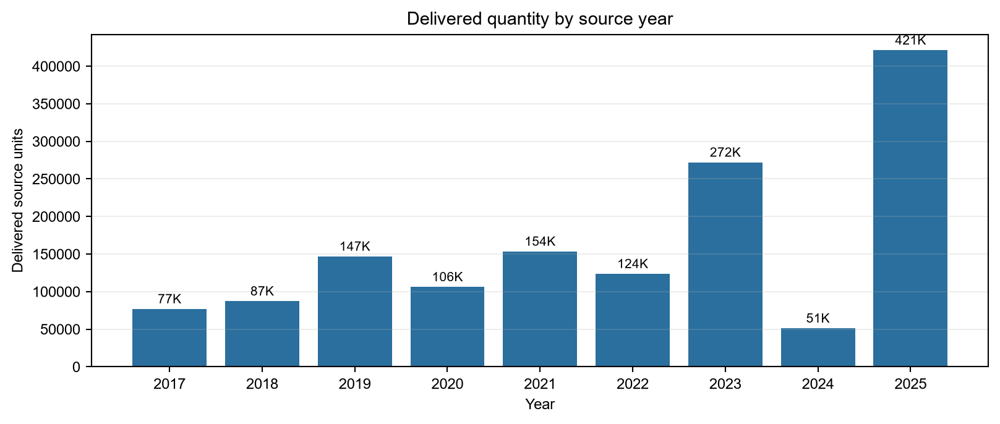 Delivered quantity by source year
Delivered source units
400000
350000
300000
250000
200000
150000
100000
50000
0
77K
87K
147K
106K
154K
124K
272K
51K
421K
2017 2018 2019 2020 2021 2022 2023 2024 2025
Year